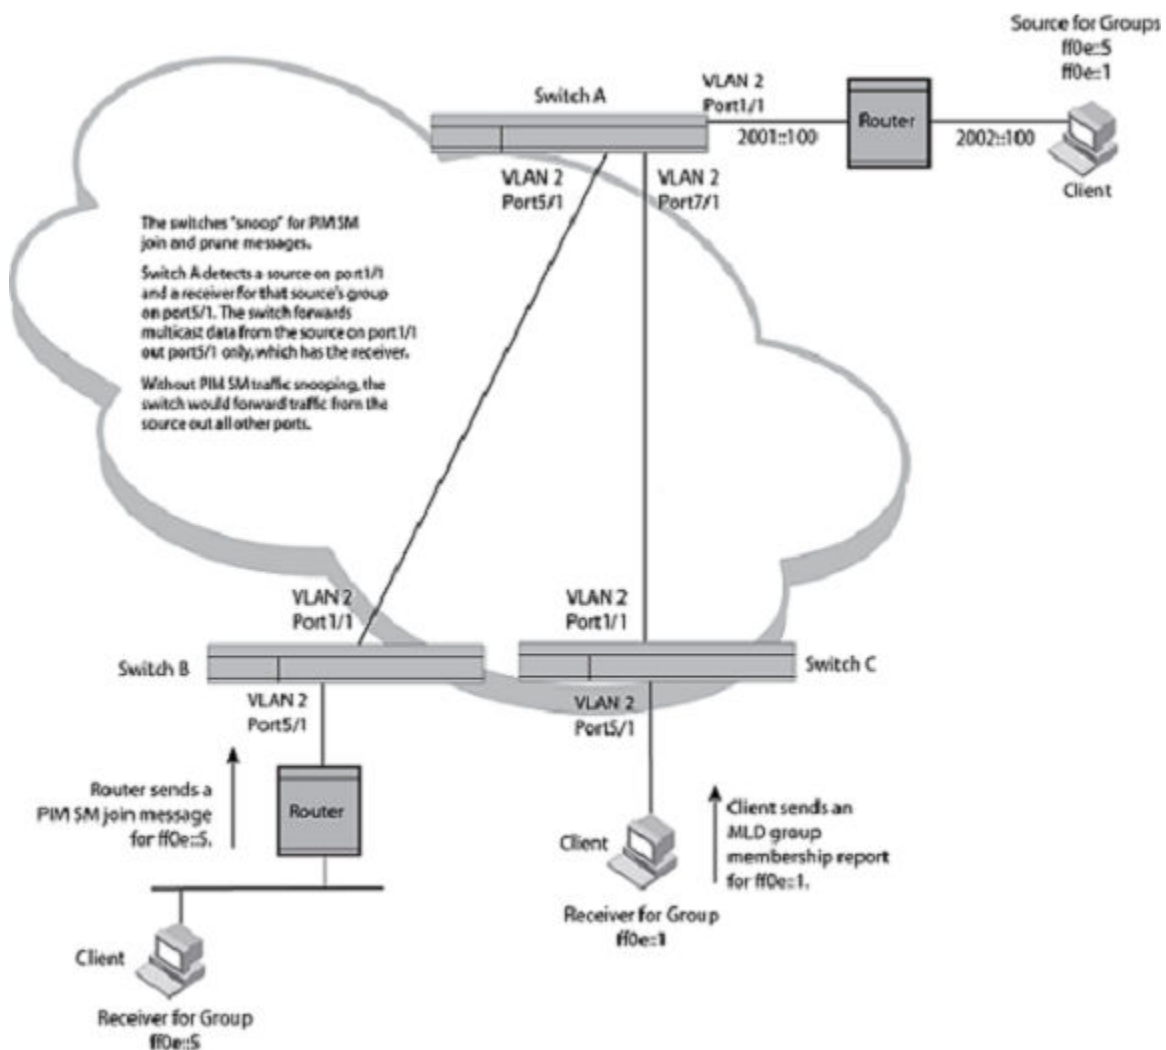 Source for Groups
ff0e::5
ff0e::1
Switch A
VLAN 2
Port1/1
2001::100
Router
2002::100
Client
VLAN 2
Port5/1
VLAN 2
Port7/1
The switches "snoop" for PIM SM
join and prune messages.
Switch A detects a source on port1/1
and a receiver for that source's group
on port5/1. The switch forwards
multicast data from the source on port1/1
out port5/1 only, which has the receiver.
Without PIM SM traffic snooping, the
switch would forward traffic from the
source out all other ports.
VLAN 2
Port1/1
VLAN 2
Port1/1
Switch B
Switch C
VLAN 2
Port5/1
VLAN 2
Port5/1
Router sends a
PIM SM join message
for ff0e::5.
Router
Client
Client sends an
MLD group
membership report
for ff0e::1.
Receiver for Group
ff0e::1
Client
Receiver for Group
ff0e::5